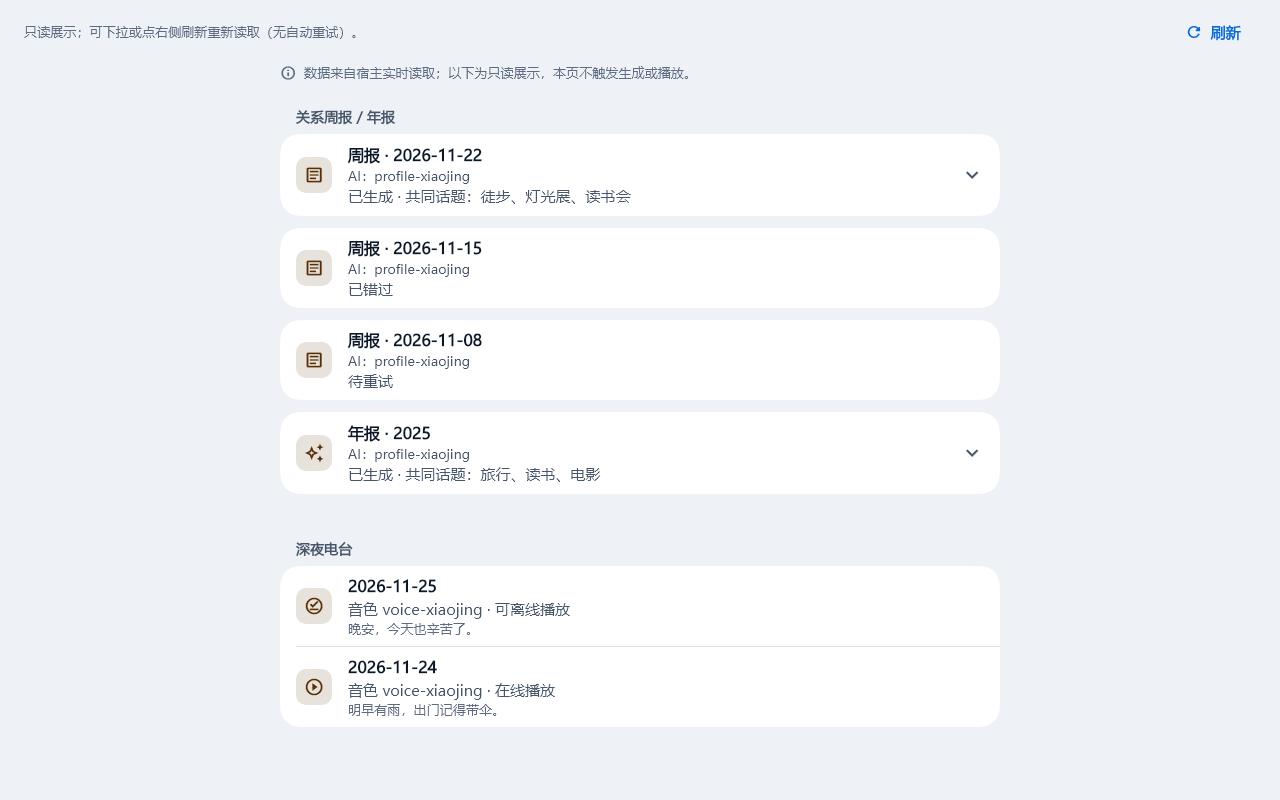 只读展示；可下拉或点右侧刷新重新读取（无自动重试）。
刷新
数据来自宿主实时读取；以下为只读展示，本页不触发生成或播放。
关系周报 / 年报
周报 · 2026-11-22
AI：profile-xiaojing
已生成 · 共同话题：徒步、灯光展、读书会
周报 · 2026-11-15
AI：profile-xiaojing
已错过
周报 · 2026-11-08
AI：profile-xiaojing
待重试
年报 · 2025
AI：profile-xiaojing
已生成 · 共同话题：旅行、读书、电影
深夜电台
2026-11-25
音色 voice-xiaojing · 可离线播放
晚安，今天也辛苦了。
2026-11-24
音色 voice-xiaojing · 在线播放
明早有雨，出门记得带伞。